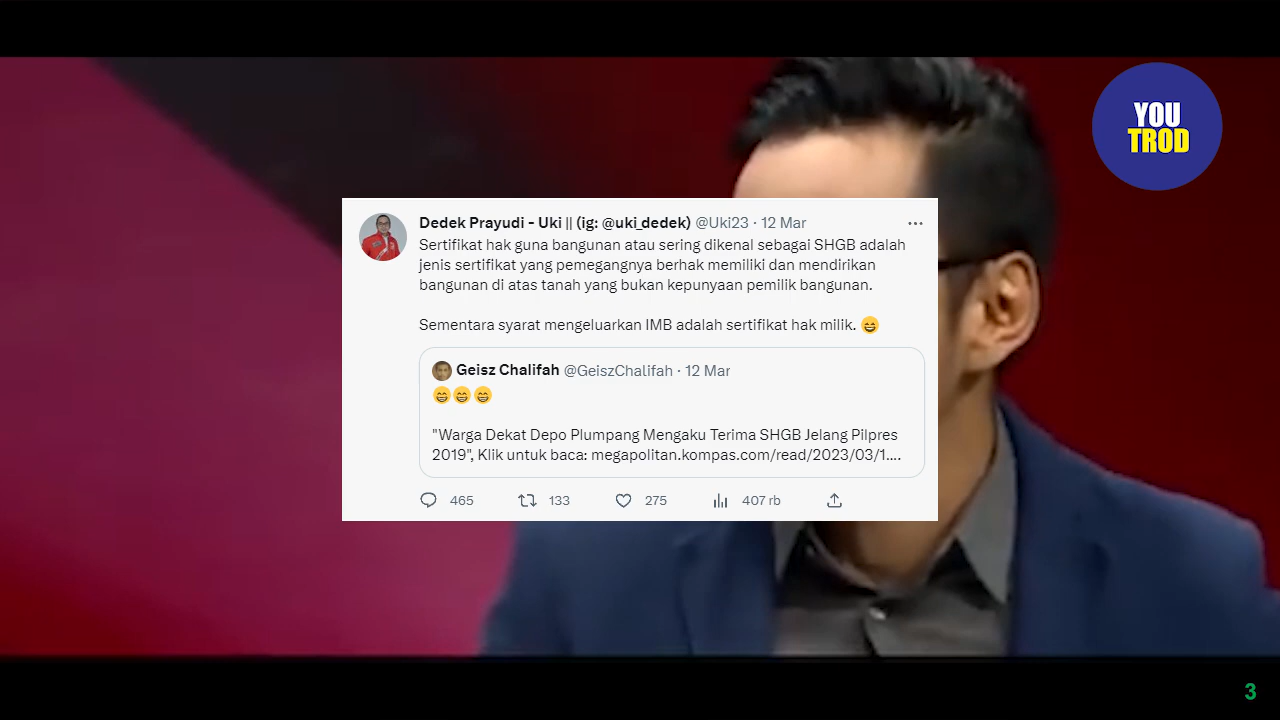 YOU
TROD
Dedek Prayudi - Uki || (ig: @uki_dedek) @Uki23 · 12 Mar
Sertifikat hak guna bangunan atau sering dikenal sebagai SHGB adalah
jenis sertifikat yang pemegangnya berhak memiliki dan mendirikan
bangunan di atas tanah yang bukan kepunyaan pemilik bangunan.
Sementara syarat mengeluarkan IMB adalah sertifikat hak milik. 😄
Geisz Chalifah @GeiszChalifah · 12 Mar
😄😄😄
"Warga Dekat Depo Plumpang Mengaku Terima SHGB Jelang Pilpres
2019", Klik untuk baca: megapolitan.kompas.com/read/2023/03/1....
465 133 275 407 rb
3